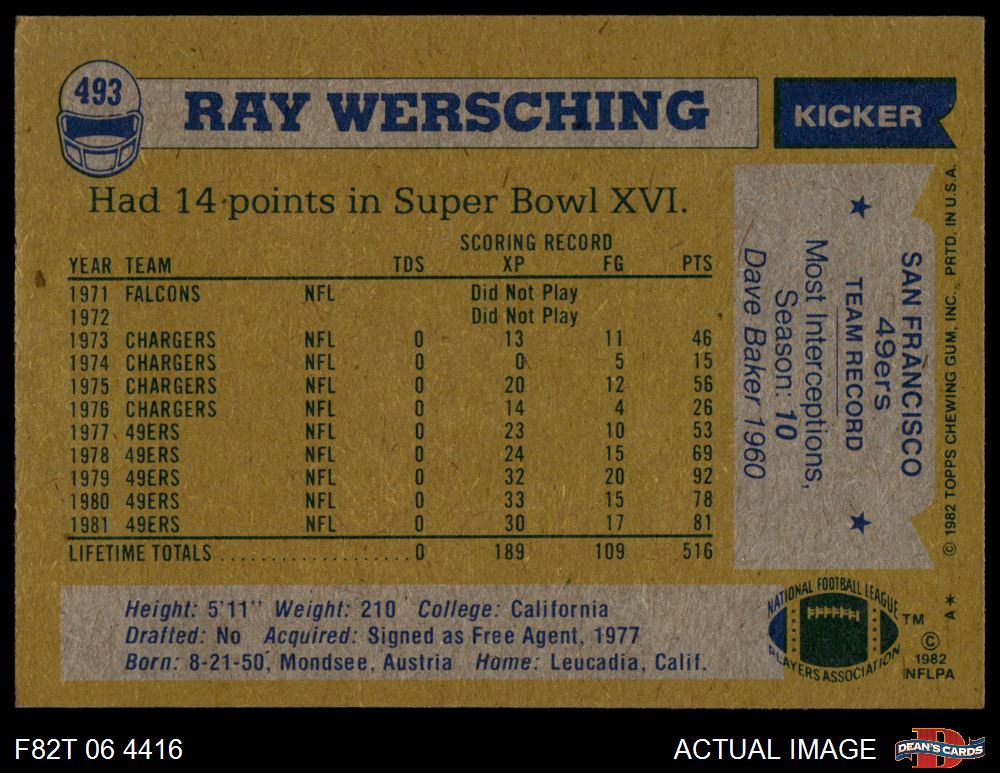 493
RAY WERSCHING
KICKER
Had 14 points in Super Bowl XVI.
SCORING RECORD
YEAR TEAM TDS XP FG PTS
1971 FALCONS NFL Did Not Play
1972 Did Not Play
1973 CHARGERS NFL 0 13 11 46
1974 CHARGERS NFL 0 0 5 15
1975 CHARGERS NFL 0 20 12 56
1976 CHARGERS NFL 0 14 4 26
1977 49ERS NFL 0 23 10 53
1978 49ERS NFL 0 24 15 69
1979 49ERS NFL 0 32 20 92
1980 49ERS NFL 0 33 15 78
1981 49ERS NFL 0 30 17 81
LIFETIME TOTALS ................. 0 189 109 516
Height: 5'11" Weight: 210 College: California
Drafted: No Acquired: Signed as Free Agent, 1977
Born: 8-21-50, Mondsee, Austria Home: Leucadia, Calif.
SAN FRANCISCO
49ers
TEAM RECORD
Most Interceptions,
Season: 10
Dave Baker 1960
© 1982 TOPPS CHEWING GUM, INC. PRTD. IN U.S.A.
A*
NATIONAL FOOTBALL LEAGUE
PLAYERS ASSOCIATION
TM
©
1982
NFLPA
F82T 06 4416
ACTUAL IMAGE
D
DEAN'S CARDS